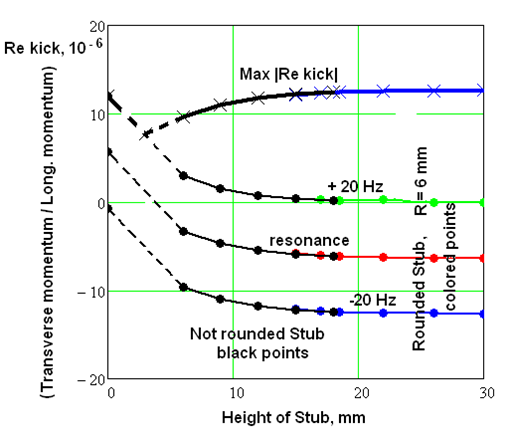 Re kick, 10⁻⁶
(Transverse momentum / Long. momentum)
20
10
0
– 10
– 20
Max |Re kick|
+ 20 Hz
resonance
-20 Hz
Not rounded Stub
black points
Rounded Stub, R = 6 mm
colored points
0
10
20
30
Height of Stub, mm